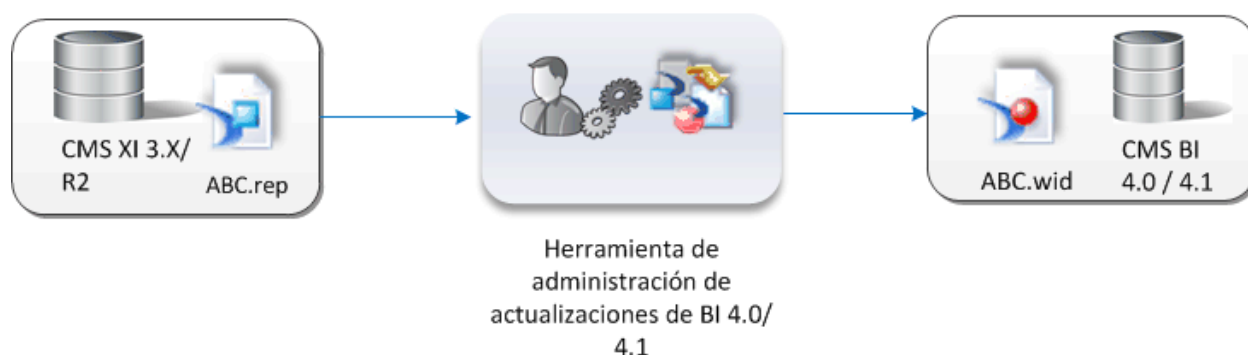 CMS XI 3.X/
R2
ABC.rep
Herramienta de
administración de
actualizaciones de BI 4.0/
4.1
ABC.wid
CMS BI
4.0 / 4.1